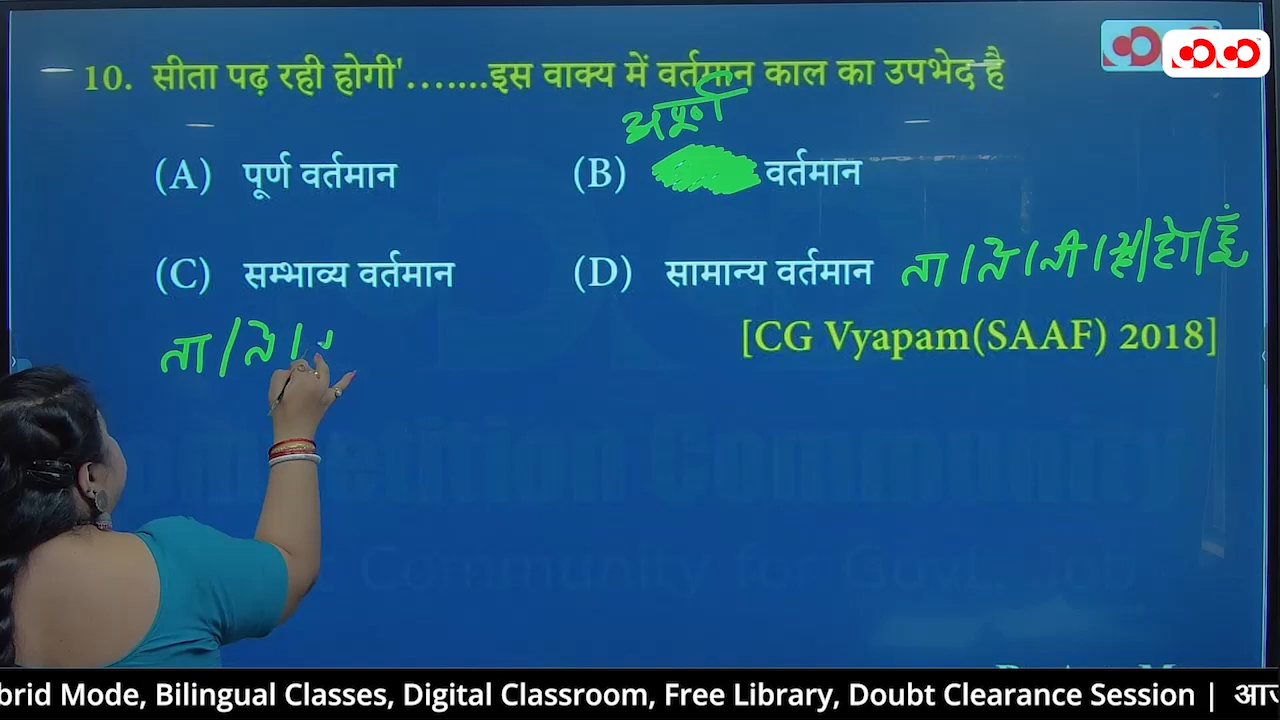 10. सीता पढ़ रही होगी'.......इस वाक्य में वर्तमान काल का उपभेद है
अपूर्ण
(A) पूर्ण वर्तमान
(B) वर्तमान
(C) सम्भाव्य वर्तमान
(D) सामान्य वर्तमान ता / ते / ती /
ता / ते /
[CG Vyapam(SAAF) 2018]
brid Mode, Bilingual Classes, Digital Classroom, Free Library, Doubt Clearance Session |